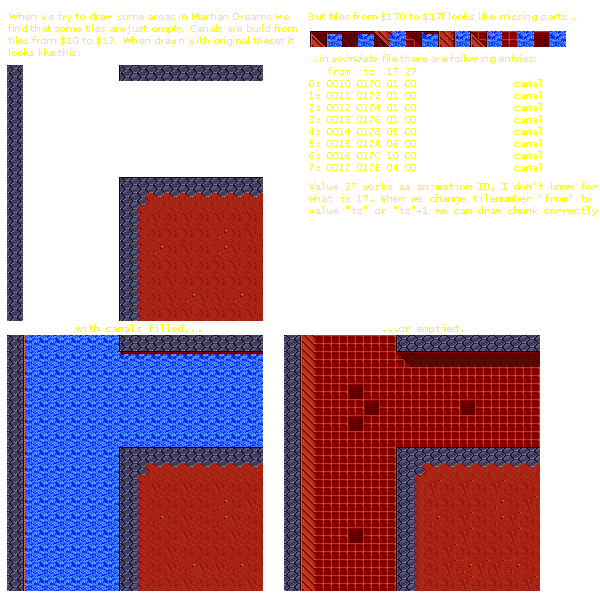 When we try to draw some areas in Martian Dreams we
find that some tiles are just empty. Canals are build from
tiles from $10 to $17. When drawn with original tileset it
looks like this:
But tiles from $170 to $17f looks like missing parts...
...in animdata file there are following entries:
from to 1? 2?
0: 0010 0170 01 00 canal
1: 0011 0172 01 00 canal
2: 0012 0174 01 00 canal
3: 0013 0176 01 00 canal
4: 0014 0178 0E 00 canal
5: 0015 017A 06 00 canal
6: 0016 017C 10 00 canal
7: 0017 017E 04 00 canal
Value 2? works as animation ID, I don't know for
what is 1?. When we change tilenumber "from" to
value "to" or "to"+1 we can draw chunk correctly
with canals filled...
...or emptied.